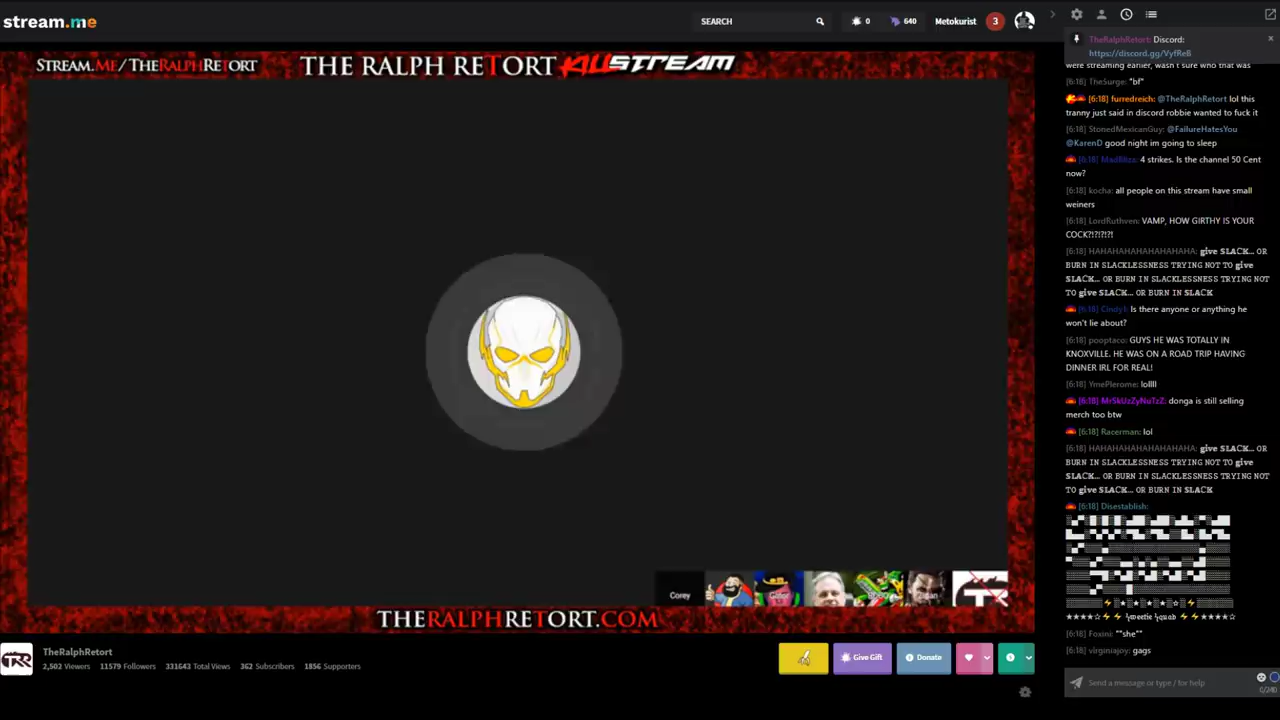 stream.me
SEARCH
0
640
Metokurist
3
STREAM.ME/THERALPHRETORT
THE RALPH RETORT KILLSTREAM
Corey
Gator
THERALPHRETORT.COM
TheRalphRetort
2,502 Viewers 11579 Followers 331643 Total Views 362 Subscribers 1856 Supporters
Give Gift
Donate
TheRalphRetort: Discord:
https://discord.gg/VyfReB
were streaming earlier, wasn't sure who that was
[6:18] TheSurge: "bf"
[6:18] furredreich: @TheRalphRetort lol this
tranny just said in discord robbie wanted to fuck it
[6:18] StonedMexicanGuy: @FailureHatesYou
@KarenD good night im going to sleep
[6:18] 4 strikes. Is the channel 50 Cent
now?
[6:18] kocha: all people on this stream have small
weiners
[6:18] LordRuthven: VAMP, HOW GIRTHY IS YOUR
COCK?!?!?!?!
[6:18] HAHAHAHAHAHAHAHAHA: give SLACK... OR
BURN IN SLACKLESSNESS TRYING NOT TO give
SLACK... OR BURN IN SLACKLESSNESS TRYING NOT
TO give SLACK... OR BURN IN SLACK
[6:18] Cindy1: Is there anyone or anything he
won't lie about?
[6:18] pooptaco: GUYS HE WAS TOTALLY IN
KNOXVILLE. HE WAS ON A ROAD TRIP HAVING
DINNER IRL FOR REAL!
[6:18] YmePlerome: lollll
[6:18] MrSkUzZyNuTzZ: donga is still selling
merch too btw
[6:18] Racerman: lol
[6:18] HAHAHAHAHAHAHAHAHA: give SLACK... OR
BURN IN SLACKLESSNESS TRYING NOT TO give
SLACK... OR BURN IN SLACKLESSNESS TRYING NOT
TO give SLACK... OR BURN IN SLACK
[6:18] Disestablish:
[6:18] Foxini: ""she""
[6:18] virginiajoy: gags
Send a message or type / for help
0/240